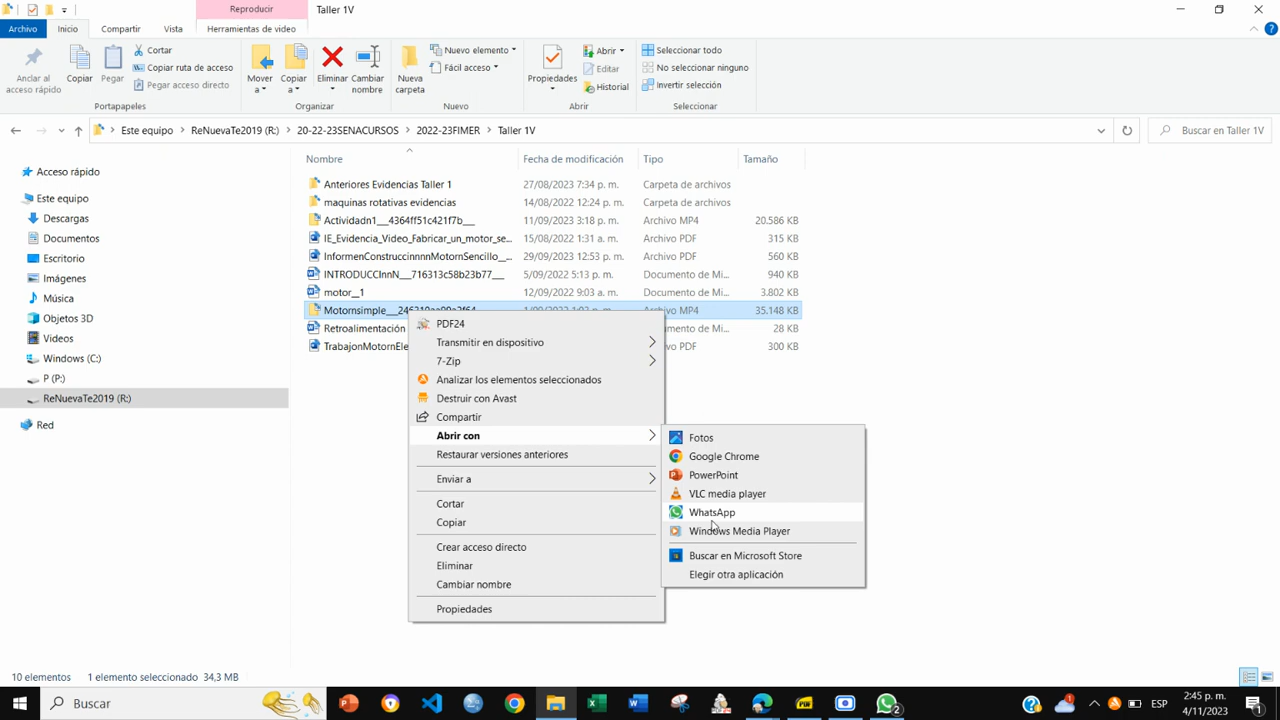 Reproducir
Taller 1V
Archivo
Inicio
Compartir
Vista
Herramientas de video
Anclar al
acceso rápido
Copiar
Pegar
Cortar
Copiar ruta de acceso
Pegar acceso directo
Portapapeles
Mover
a
Copiar
a
Eliminar
Cambiar
nombre
Organizar
Nueva
carpeta
Nuevo elemento
Fácil acceso
Nuevo
Propiedades
Abrir
Editar
Historial
Abrir
Seleccionar todo
No seleccionar ninguno
Invertir selección
Seleccionar
Este equipo
ReNuevaTe2019 (R:)
20-22-23SENACURSOS
2022-23FIMER
Taller 1V
Buscar en Taller 1V
Acceso rápido
Este equipo
Descargas
Documentos
Escritorio
Imágenes
Música
Objetos 3D
Videos
Windows (C:)
P (P:)
ReNuevaTe2019 (R:)
Red
Nombre Fecha de modificación Tipo Tamaño
Anteriores Evidencias Taller 1 27/08/2023 7:34 p. m. Carpeta de archivos
maquinas rotativas evidencias 14/08/2022 12:24 p. m. Carpeta de archivos
Actividadn1___4364ff51c421f7b__ 11/09/2023 3:18 p. m. Archivo MP4 20.586 KB
IE_Evidencia_Video_Fabricar_un_motor_se... 15/08/2022 1:31 a. m. Archivo PDF 315 KB
InformenConstruccinnnnMotornSencillo__... 29/09/2023 12:53 p. m. Archivo PDF 560 KB
INTRODUCCInnN___716313c58b23b77___ 5/09/2022 5:13 p. m. Documento de Mi... 940 KB
motor__1 12/09/2022 9:03 a. m. Documento de Mi... 3.802 KB
Motornsimple___246210aa99a2f64 1/09/2022 1:02 p. m. Archivo MP4 35.148 KB
Retroalimentación ocumento de Mi... 28 KB
TrabajonMotornEle vo PDF 300 KB
PDF24
Transmitir en dispositivo
7-Zip
Analizar los elementos seleccionados
Destruir con Avast
Compartir
Abrir con
Restaurar versiones anteriores
Enviar a
Cortar
Copiar
Crear acceso directo
Eliminar
Cambiar nombre
Propiedades
Fotos
Google Chrome
PowerPoint
VLC media player
WhatsApp
Windows Media Player
Buscar en Microsoft Store
Elegir otra aplicación
10 elementos 1 elemento seleccionado 34,3 MB
Buscar
2
ESP
2:45 p. m.
4/11/2023
1